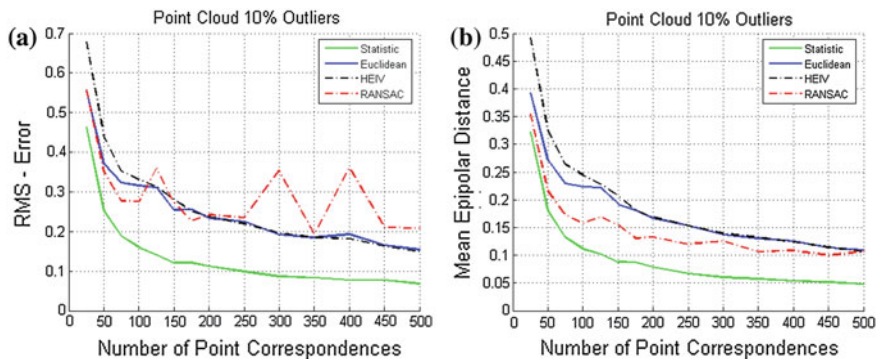 Point Cloud 10% Outliers
(a)
0.7
0.6
0.5
0.4
0.3
0.2
0.1
0
RMS - Error
Statistic
Euclidean
HEIV
RANSAC
0 50 100 150 200 250 300 350 400 450 500
Number of Point Correspondences
Point Cloud 10% Outliers
(b)
0.5
0.45
0.4
0.35
0.3
0.25
0.2
0.15
0.1
0.05
0
Mean Epipolar Distance
Statistic
Euclidean
HEIV
RANSAC
0 50 100 150 200 250 300 350 400 450 500
Number of Point Correspondences